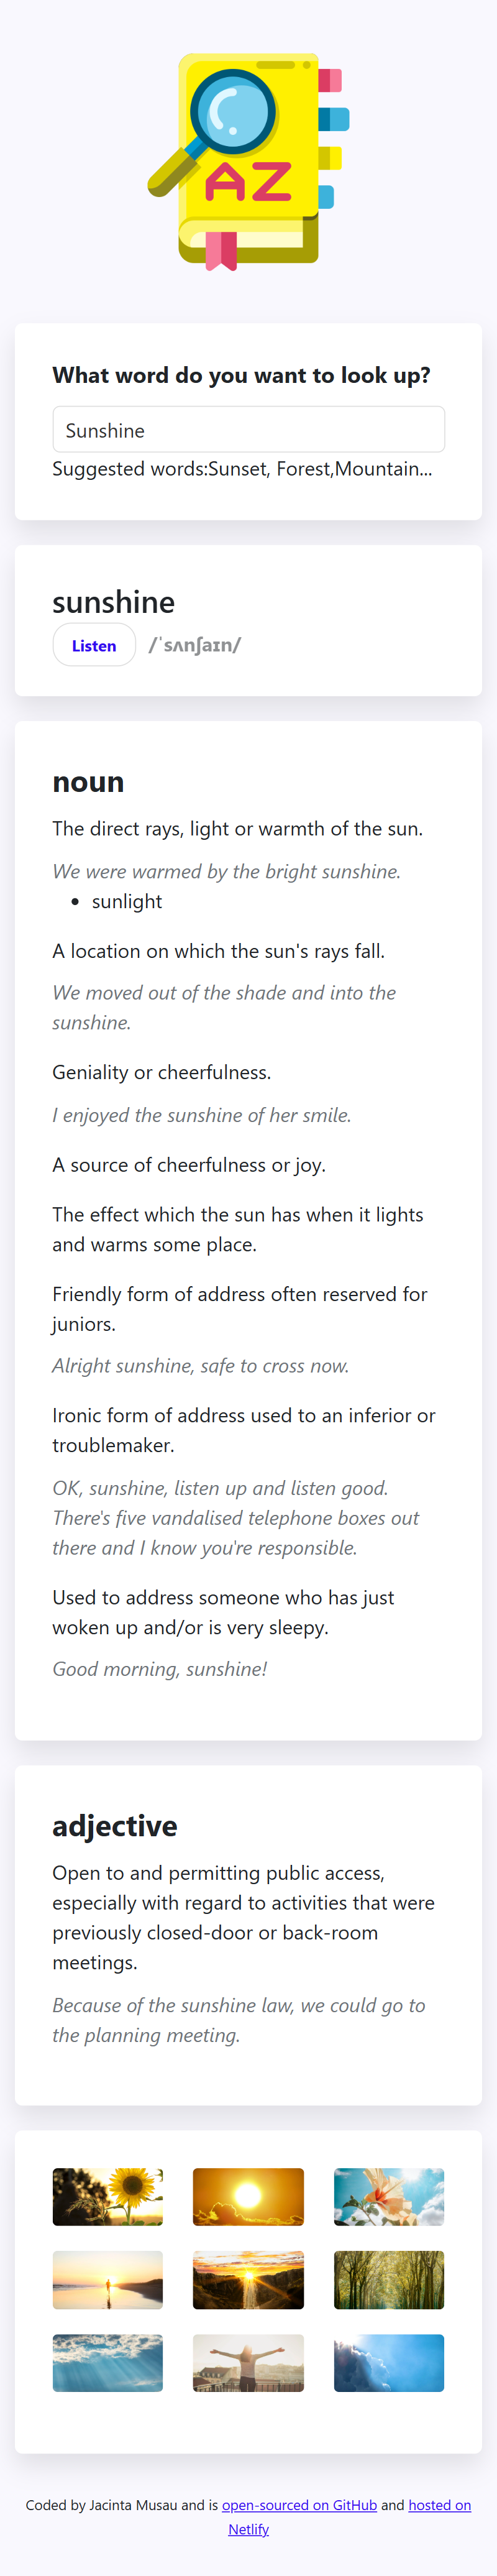 AZ
What word do you want to look up?
Sunshine
Suggested words:Sunset, Forest,Mountain...
sunshine
Listen /ˈsʌnʃaɪn/
noun
The direct rays, light or warmth of the sun.
We were warmed by the bright sunshine.
• sunlight
A location on which the sun's rays fall.
We moved out of the shade and into the
sunshine.
Geniality or cheerfulness.
I enjoyed the sunshine of her smile.
A source of cheerfulness or joy.
The effect which the sun has when it lights
and warms some place.
Friendly form of address often reserved for
juniors.
Alright sunshine, safe to cross now.
Ironic form of address used to an inferior or
troublemaker.
OK, sunshine, listen up and listen good.
There's five vandalised telephone boxes out
there and I know you're responsible.
Used to address someone who has just
woken up and/or is very sleepy.
Good morning, sunshine!
adjective
Open to and permitting public access,
especially with regard to activities that were
previously closed-door or back-room
meetings.
Because of the sunshine law, we could go to
the planning meeting.
Coded by Jacinta Musau and is open-sourced on GitHub and hosted on
Netlify